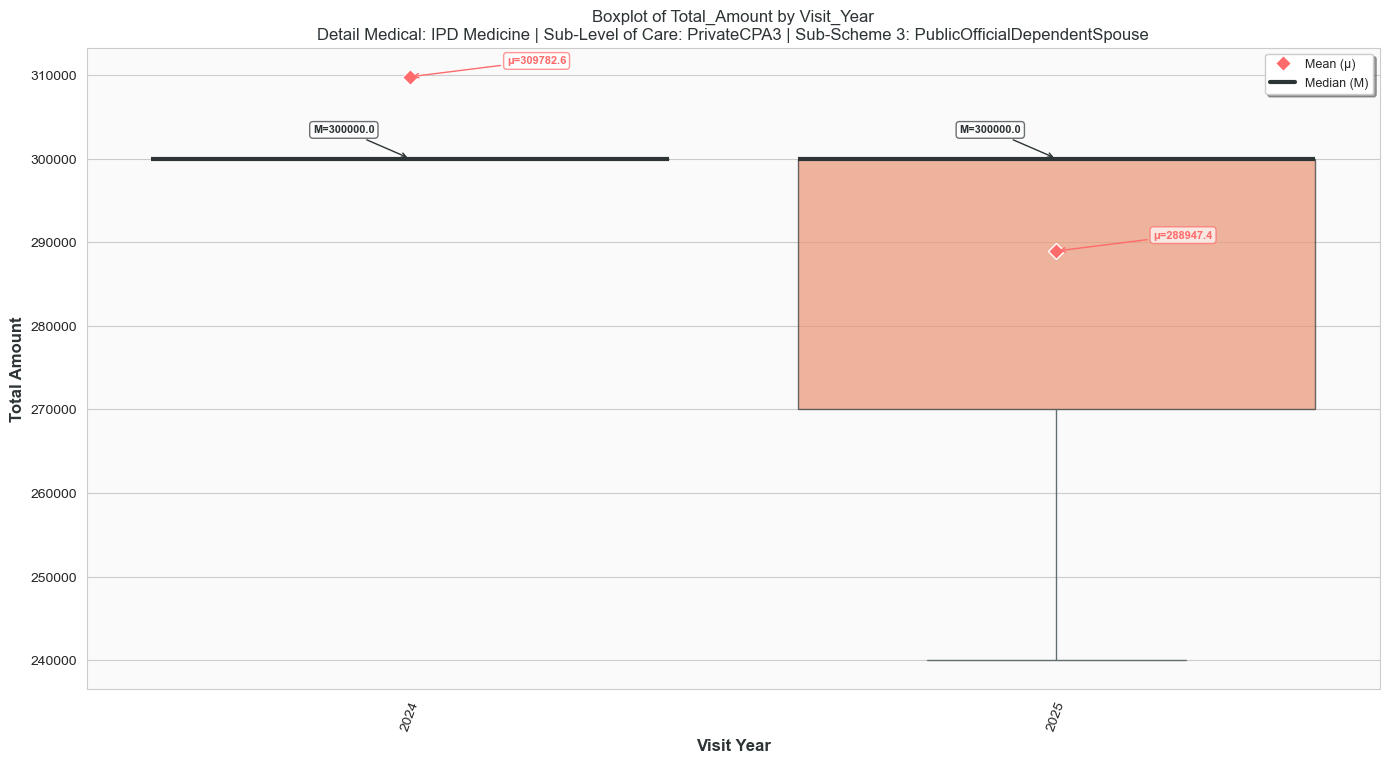 Boxplot of Total_Amount by Visit_Year
Detail Medical: IPD Medicine | Sub-Level of Care: PrivateCPA3 | Sub-Scheme 3: PublicOfficialDependentSpouse
Mean (μ)
Median (M)
μ=309782.6
M=300000.0
M=300000.0
μ=288947.4
Total Amount
310000
300000
290000
280000
270000
260000
250000
240000
2024
2025
Visit Year